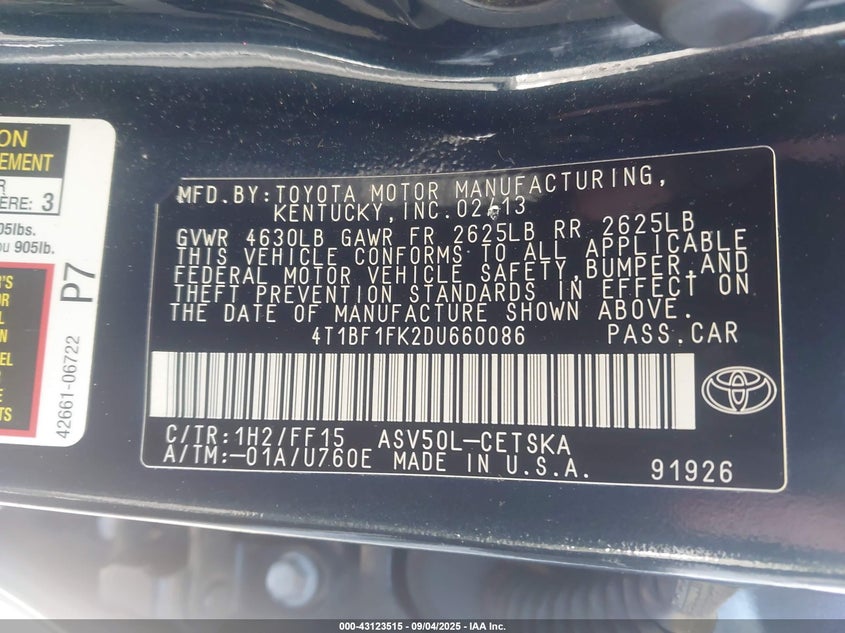 ON
EMENT
R
ÈRE: 3
05lbs.
ou 905lb.
P7
42661-06722
MFD.BY:TOYOTA MOTOR MANUFACTURING,
KENTUCKY,INC.02/13
GVWR 4630LB GAWR FR 2625LB RR 2625LB
THIS VEHICLE CONFORMS TO ALL APPLICABLE
FEDERAL MOTOR VEHICLE SAFETY,BUMPER,AND
THEFT PREVENTION STANDARDS IN EFFECT ON
THE DATE OF MANUFACTURE SHOWN ABOVE.
4T1BF1FK2DU660086 PASS.CAR
C/TR:1H2/FF15 ASV50L-CETSKA
A/TM:-01A/U760E MADE IN U.S.A. 91926
000-43123515 - 09/04/2025 - IAA Inc.